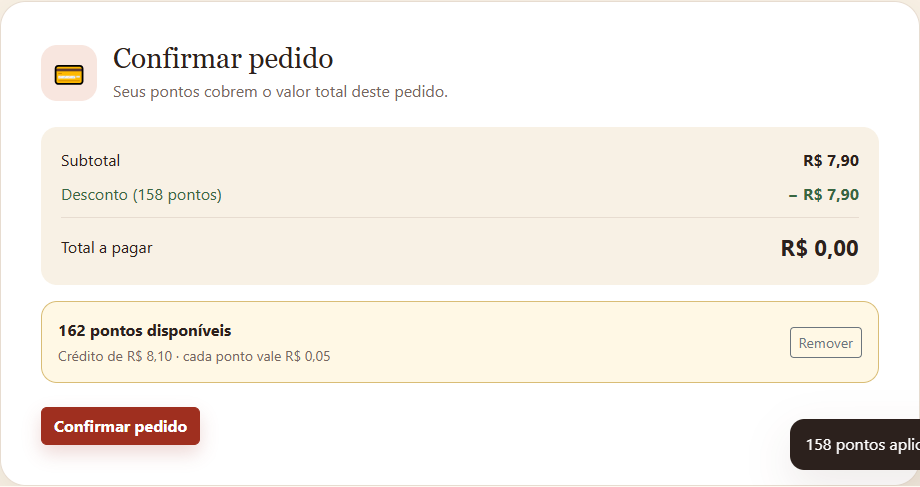 Confirmar pedido
Seus pontos cobrem o valor total deste pedido.
Subtotal R$ 7,90
Desconto (158 pontos) – R$ 7,90
Total a pagar R$ 0,00
162 pontos disponíveis
Crédito de R$ 8,10 · cada ponto vale R$ 0,05
Remover
Confirmar pedido
158 pontos